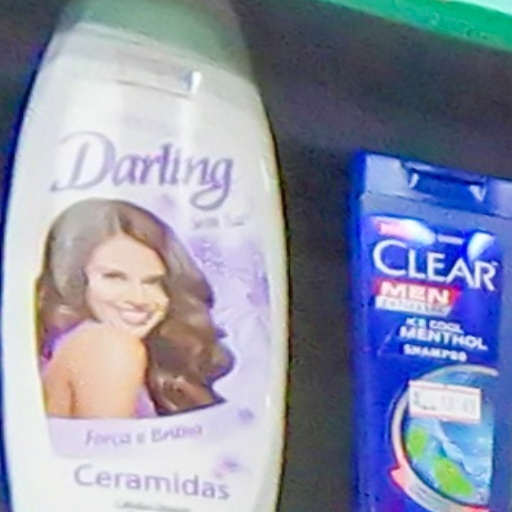 Darling
Força e Brilho
Ceramidas
CLEAR
MEN
ICE COOL
MENTHOL
SHAMPOO